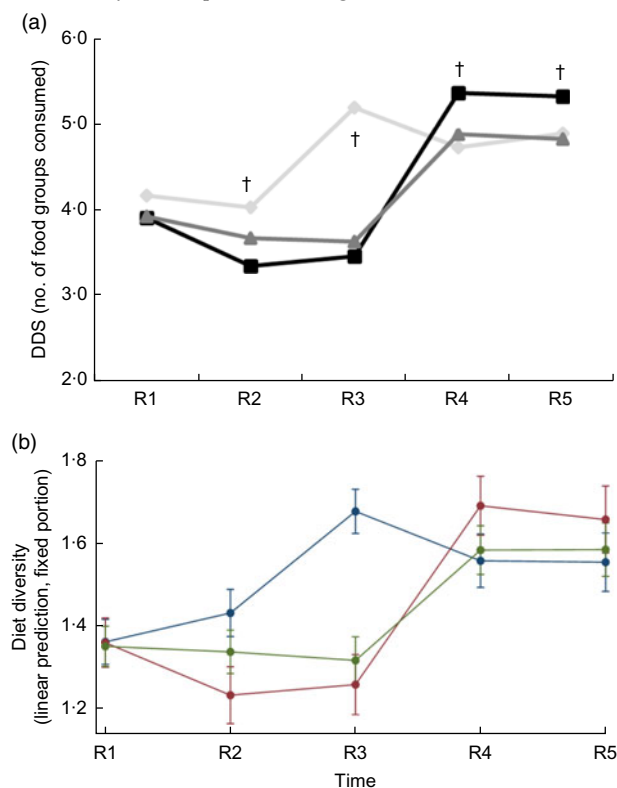 (a)
6·0
5·0
4·0
3·0
2·0
DDS (no. of food groups consumed)
†
†
†
†
R1 R2 R3 R4 R5
(b)
1·8
1·6
1·4
1·2
Diet diversity
(linear prediction, fixed portion)
R1 R2 R3 R4 R5
Time